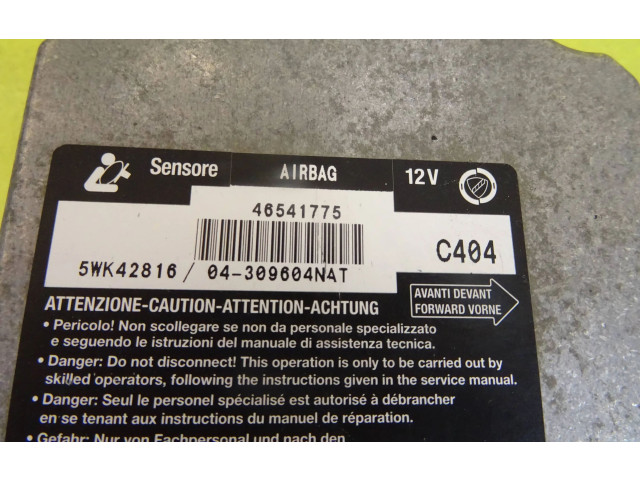 Sensore AIRBAG 12V
46541775
5WK42816 / 04-309604NAT
C404
ATTENZIONE-CAUTION-ATTENTION-ACHTUNG
AVANTI DEVANT
FORWARD VORNE
• Pericolo! Non scollegare se non da personale specializzato
e seguendo le istruzioni del manuale di assistenza tecnica.
• Danger: Do not disconnect! This operation is only to be carried out by
skilled operators, following the instructions given in the service manual.
• Danger: Seul le personel spécialisé est autorisé à débrancher
en se tenant aux instructions du manuel de réparation.
• Gefahr: Nur von Fachpersonal und nach den